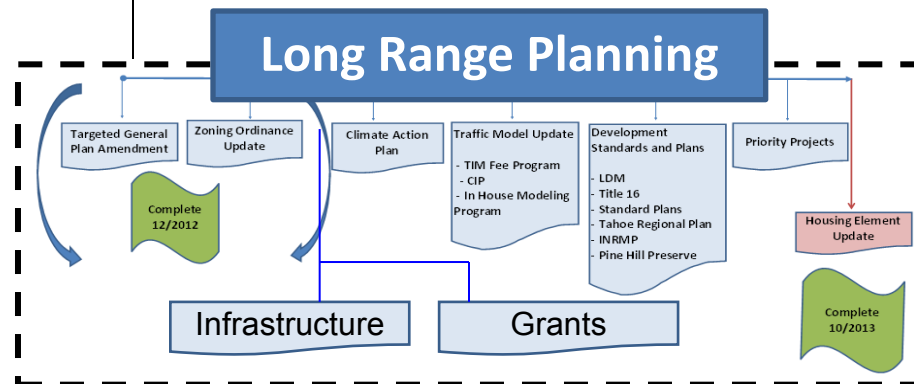 Long Range Planning
Targeted General
Plan Amendment
Zoning Ordinance
Update
Climate Action
Plan
Traffic Model Update
- TIM Fee Program
- CIP
- In House Modeling
Program
Development
Standards and Plans
- LDM
- Title 16
- Standard Plans
- Tahoe Regional Plan
- INRMP
- Pine Hill Preserve
Priority Projects
Housing Element
Update
Complete
12/2012
Complete
10/2013
Infrastructure
Grants